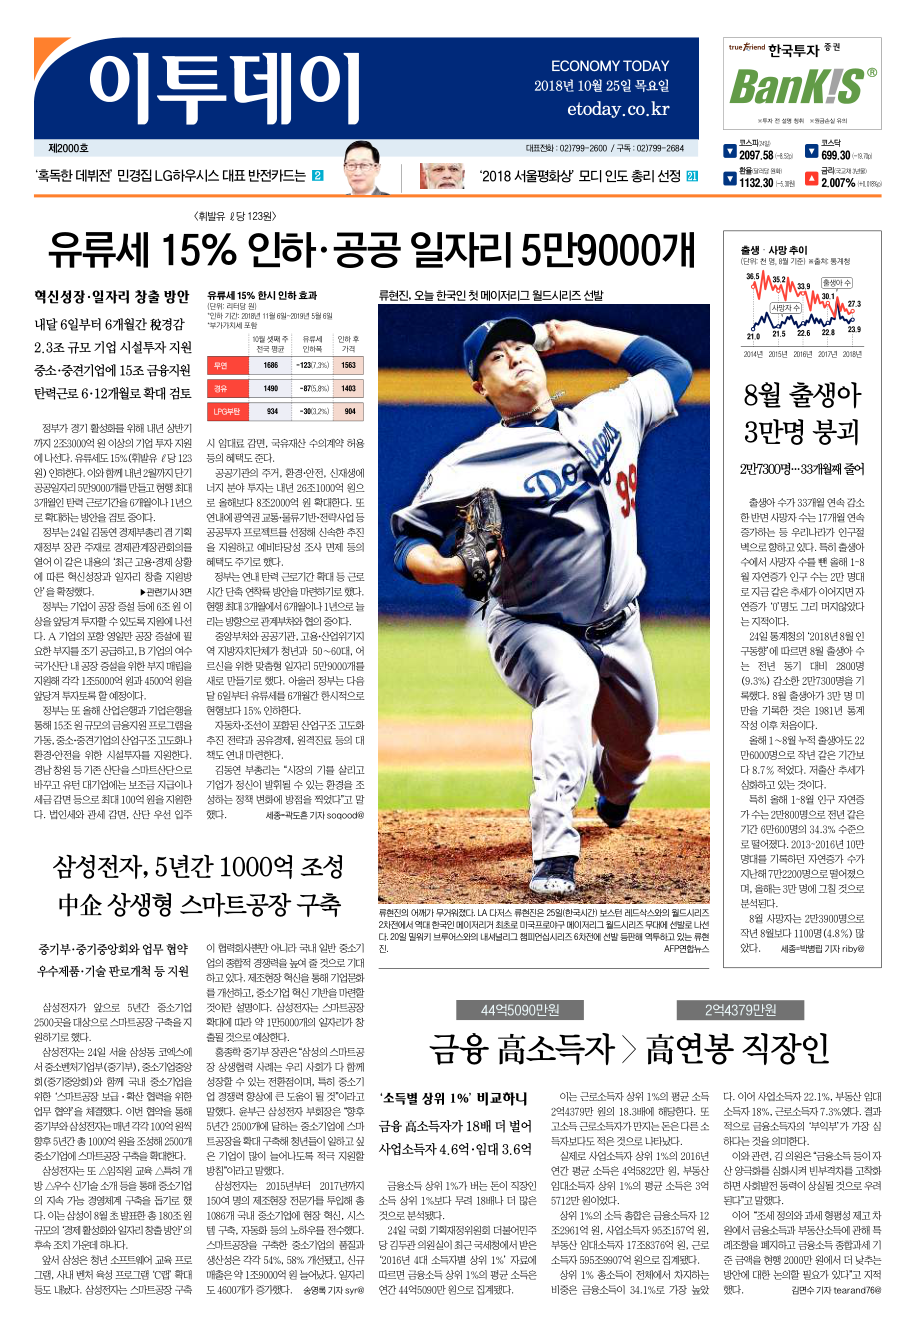 이투데이
ECONOMY TODAY
2018년 10월 25일 목요일
etoday.co.kr
제2000호
대표전화 : 02)799-2600 / 구독 : 02)799-2684
'혹독한 데뷔전' 민경집 LG하우시스 대표 반전카드는 2
'2018 서울평화상' 모디 인도 총리 선정 21
true friend 한국투자 증권
BanKIS®
※투자 전 설명 청취 ※원금손실 유의
코스피(24일)
2097.58 (-8.52p)
코스닥
699.30 (-19.70p)
환율(달러당 원화)
1132.30 (-5.30원)
금리(국고채 3년물)
2.007% (+0.0189p)
〈휘발유 ℓ당 123원〉
유류세 15% 인하·공공 일자리 5만9000개
혁신성장·일자리 창출 방안
내달 6일부터 6개월간 稅경감
2.3조 규모 기업 시설투자 지원
중소·중견기업에 15조 금융지원
탄력근로 6·12개월로 확대 검토
정부가 경기 활성화를 위해 내년 상반기
까지 2조3000억 원 이상의 기업 투자 지원
에 나선다. 유류세도 15%(휘발유 ℓ당 123
원) 인하한다. 이와 함께 내년 2월까지 단기
공공일자리 5만9000개를 만들고 현행 최대
3개월인 탄력 근로기간을 6개월이나 1년으
로 확대하는 방안을 검토 중이다.
정부는 24일 김동연 경제부총리 겸 기획
재정부 장관 주재로 경제관계장관회의를
열어 이 같은 내용의 '최근 고용·경제 상황
에 따른 혁신성장과 일자리 창출 지원방
안'을 확정했다. ▶관련기사 3면
정부는 기업이 공장 증설 등에 6조 원 이
상을 앞당겨 투자할 수 있도록 지원에 나선
다. A 기업의 포항 영일만 공장 증설에 필
요한 부지를 조기 공급하고, B 기업의 여수
국가산단 내 공장 증설을 위한 부지 매립을
지원해 각각 1조5000억 원과 4500억 원을
앞당겨 투자토록 할 예정이다.
정부는 또 올해 산업은행과 기업은행을
통해 15조 원 규모의 금융지원 프로그램을
가동, 중소·중견기업의 산업구조 고도화나
환경·안전을 위한 시설투자를 지원한다.
경남 창원 등 기존 산단을 스마트산단으로
바꾸고 유턴 대기업에는 보조금 지급이나
세금 감면 등으로 최대 100억 원을 지원한
다. 법인세와 관세 감면, 산단 우선 입주
유류세 15% 한시 인하 효과
(단위: 리터당 원)
*인하 기간: 2018년 11월 6일~2019년 5월 6일
*부가가치세 포함
10월 셋째 주 전국 평균 유류세 인하폭 인하 후 가격
무연 1686 -123(7.3%) 1563
경유 1490 -87(5.8%) 1403
LPG부탄 934 -30(3.2%) 904
시 임대료 감면, 국유재산 수의계약 허용
등의 혜택도 준다.
공공기관의 주거, 환경·안전, 신재생에
너지 분야 투자는 내년 26조1000억 원으
로 올해보다 8조2000억 원 확대한다. 또
연내에 광역권 교통·물류기반·전략사업 등
공공투자 프로젝트를 선정해 신속한 추진
을 지원하고 예비타당성 조사 면제 등의
혜택도 주기로 했다.
정부는 연내 탄력 근로기간 확대 등 근로
시간 단축 연착륙 방안을 마련하기로 했다.
현행 최대 3개월에서 6개월이나 1년으로 늘
리는 방향으로 관계부처와 협의 중이다.
중앙부처와 공공기관, 고용·산업위기지
역 지방자치단체가 청년과 50~60대, 어
르신을 위한 맞춤형 일자리 5만9000개를
새로 만들기로 했다. 아울러 정부는 다음
달 6일부터 유류세를 6개월간 한시적으로
현행보다 15% 인하한다.
자동차·조선이 포함된 산업구조 고도화
추진 전략과 공유경제, 원격진료 등의 대
책도 연내 마련한다.
김동연 부총리는 "시장의 기를 살리고
기업가 정신이 발휘될 수 있는 환경을 조
성하는 정책 변화에 방점을 찍었다"고 말
했다. 세종=곽도흔 기자 sogood@
류현진, 오늘 한국인 첫 메이저리그 월드시리즈 선발
Dodgers
99
류현진의 어깨가 무거워졌다. LA 다저스 류현진은 25일(한국시간) 보스턴 레드삭스와의 월드시리즈
2차전에서 역대 한국인 메이저리거 최초로 미국프로야구 메이저리그 월드시리즈 무대에 선발로 나선
다. 20일 밀워키 브루어스와의 내셔널리그 챔피언십시리즈 6차전에 선발 등판해 역투하고 있는 류현
진. AFP연합뉴스
출생 · 사망 추이
(단위: 천 명, 8월 기준) ※출처: 통계청
36.5
35.2
33.9
30.1
27.3
출생아 수
사망자 수
21.0
21.5
22.6
22.8
23.9
2014년 2015년 2016년 2017년 2018년
8월 출생아
3만명 붕괴
2만7300명…33개월째 줄어
출생아 수가 33개월 연속 감소
한 반면 사망자 수는 17개월 연속
증가하는 등 우리나라가 인구절
벽으로 향하고 있다. 특히 출생아
수에서 사망자 수를 뺀 올해 1~8
월 자연증가 인구 수는 2만 명대
로 지금 같은 추세가 이어지면 자
연증가 '0'명도 그리 머지않았다
는 지적이다.
24일 통계청의 '2018년 8월 인
구동향'에 따르면 8월 출생아 수
는 전년 동기 대비 2800명
(9.3%) 감소한 2만7300명을 기
록했다. 8월 출생아가 3만 명 미
만을 기록한 것은 1981년 통계
작성 이후 처음이다.
올해 1～8월 누적 출생아도 22
만6000명으로 작년 같은 기간보
다 8.7% 적었다. 저출산 추세가
심화하고 있는 것이다.
특히 올해 1~8월 인구 자연증
가 수는 2만800명으로 전년 같은
기간 6만600명의 34.3% 수준으
로 떨어졌다. 2013~2016년 10만
명대를 기록하던 자연증가 수가
지난해 7만2200명으로 떨어졌으
며, 올해는 3만 명에 그칠 것으로
분석된다.
8월 사망자는 2만3900명으로
작년 8월보다 1100명(4.8%) 많
았다. 세종=박병립 기자 riby@
삼성전자, 5년간 1000억 조성
中企 상생형 스마트공장 구축
중기부·중기중앙회와 업무 협약
우수제품·기술 판로개척 등 지원
삼성전자가 앞으로 5년간 중소기업
2500곳을 대상으로 스마트공장 구축을 지
원하기로 했다.
삼성전자는 24일 서울 삼성동 코엑스에
서 중소벤처기업부(중기부), 중소기업중앙
회(중기중앙회)와 함께 국내 중소기업을
위한 '스마트공장 보급·확산 협력을 위한
업무 협약'을 체결했다. 이번 협약을 통해
중기부와 삼성전자는 매년 각각 100억 원씩
향후 5년간 총 1000억 원을 조성해 2500개
중소기업에 스마트공장 구축을 확대한다.
삼성전자는 또 △임직원 교육 △특허 개
방 △우수 신기술 소개 등을 통해 중소기업
의 지속 가능 경영체계 구축을 돕기로 했
다. 이는 삼성이 8월 초 발표한 총 180조 원
규모의 '경제 활성화와 일자리 창출 방안'의
후속 조치 가운데 하나다.
앞서 삼성은 청년 소프트웨어 교육 프로
그램, 사내 벤처 육성 프로그램 'C랩' 확대
등도 내놨다. 삼성전자는 스마트공장 구축
이 협력회사뿐만 아니라 국내 일반 중소기
업의 종합적 경쟁력을 높여 줄 것으로 기대
하고 있다. 제조현장 혁신을 통해 기업문화
를 개선하고, 중소기업 혁신 기반을 마련할
것이란 설명이다. 삼성전자는 스마트공장
확대에 따라 약 1만5000개의 일자리가 창
출될 것으로 예상한다.
홍종학 중기부 장관은 "삼성의 스마트공
장 상생협력 사례는 우리 사회가 다 함께
성장할 수 있는 전환점이며, 특히 중소기
업 경쟁력 향상에 큰 도움이 될 것"이라고
말했다. 윤부근 삼성전자 부회장은 "향후
5년간 2500개에 달하는 중소기업에 스마
트공장을 확대 구축해 청년들이 일하고 싶
은 기업이 많이 늘어나도록 적극 지원할
방침"이라고 말했다.
삼성전자는 2015년부터 2017년까지
150여 명의 제조현장 전문가를 투입해 총
1086개 국내 중소기업에 현장 혁신, 시스
템 구축, 자동화 등의 노하우를 전수했다.
스마트공장을 구축한 중소기업의 품질과
생산성은 각각 54%, 58% 개선됐고, 신규
매출은 약 1조9000억 원 늘어났다. 일자리
도 4600개가 증가했다. 송영록 기자 syr@
44억5090만원
2억4379만원
금융 高소득자 〉 高연봉 직장인
'소득별 상위 1%' 비교하니
금융 高소득자가 18배 더 벌어
사업소득자 4.6억·임대 3.6억
금융소득 상위 1%가 버는 돈이 직장인
소득 상위 1%보다 무려 18배나 더 많은
것으로 분석됐다.
24일 국회 기획재정위원회 더불어민주
당 김두관 의원실이 최근 국세청에서 받은
'2016년 4대 소득자별 상위 1%' 자료에
따르면 금융소득 상위 1%의 평균 소득은
연간 44억5090만 원으로 집계됐다.
이는 근로소득자 상위 1%의 평균 소득
2억4379만 원의 18.3배에 해당한다. 또
고소득 근로소득자가 만지는 돈은 다른 소
득자보다도 적은 것으로 나타났다.
실제로 사업소득자 상위 1%의 2016년
연간 평균 소득은 4억5822만 원, 부동산
임대소득자 상위 1%의 평균 소득은 3억
5712만 원이었다.
상위 1%의 소득 총합은 금융소득자 12
조2961억 원, 사업소득자 95조157억 원,
부동산 임대소득자 17조8376억 원, 근로
소득자 595조9907억 원으로 집계됐다.
상위 1% 총소득이 전체에서 차지하는
비중은 금융소득이 34.1%로 가장 높았
다. 이어 사업소득자 22.1%, 부동산 임대
소득자 18%, 근로소득자 7.3%였다. 결과
적으로 금융소득자의 '부익부'가 가장 심
하다는 것을 의미한다.
이와 관련, 김 의원은 "금융소득 등이 자
산 양극화를 심화시켜 빈부격차를 고착화
하면 사회발전 동력이 상실될 것으로 우려
된다"고 말했다.
이어 "조세 정의와 과세 형평성 제고 차
원에서 금융소득과 부동산소득에 관해 특
례조항을 폐지하고 금융소득 종합과세 기
준 금액을 현행 2000만 원에서 더 낮추는
방안에 대한 논의할 필요가 있다"고 지적
했다. 김면수 기자 tearand76@